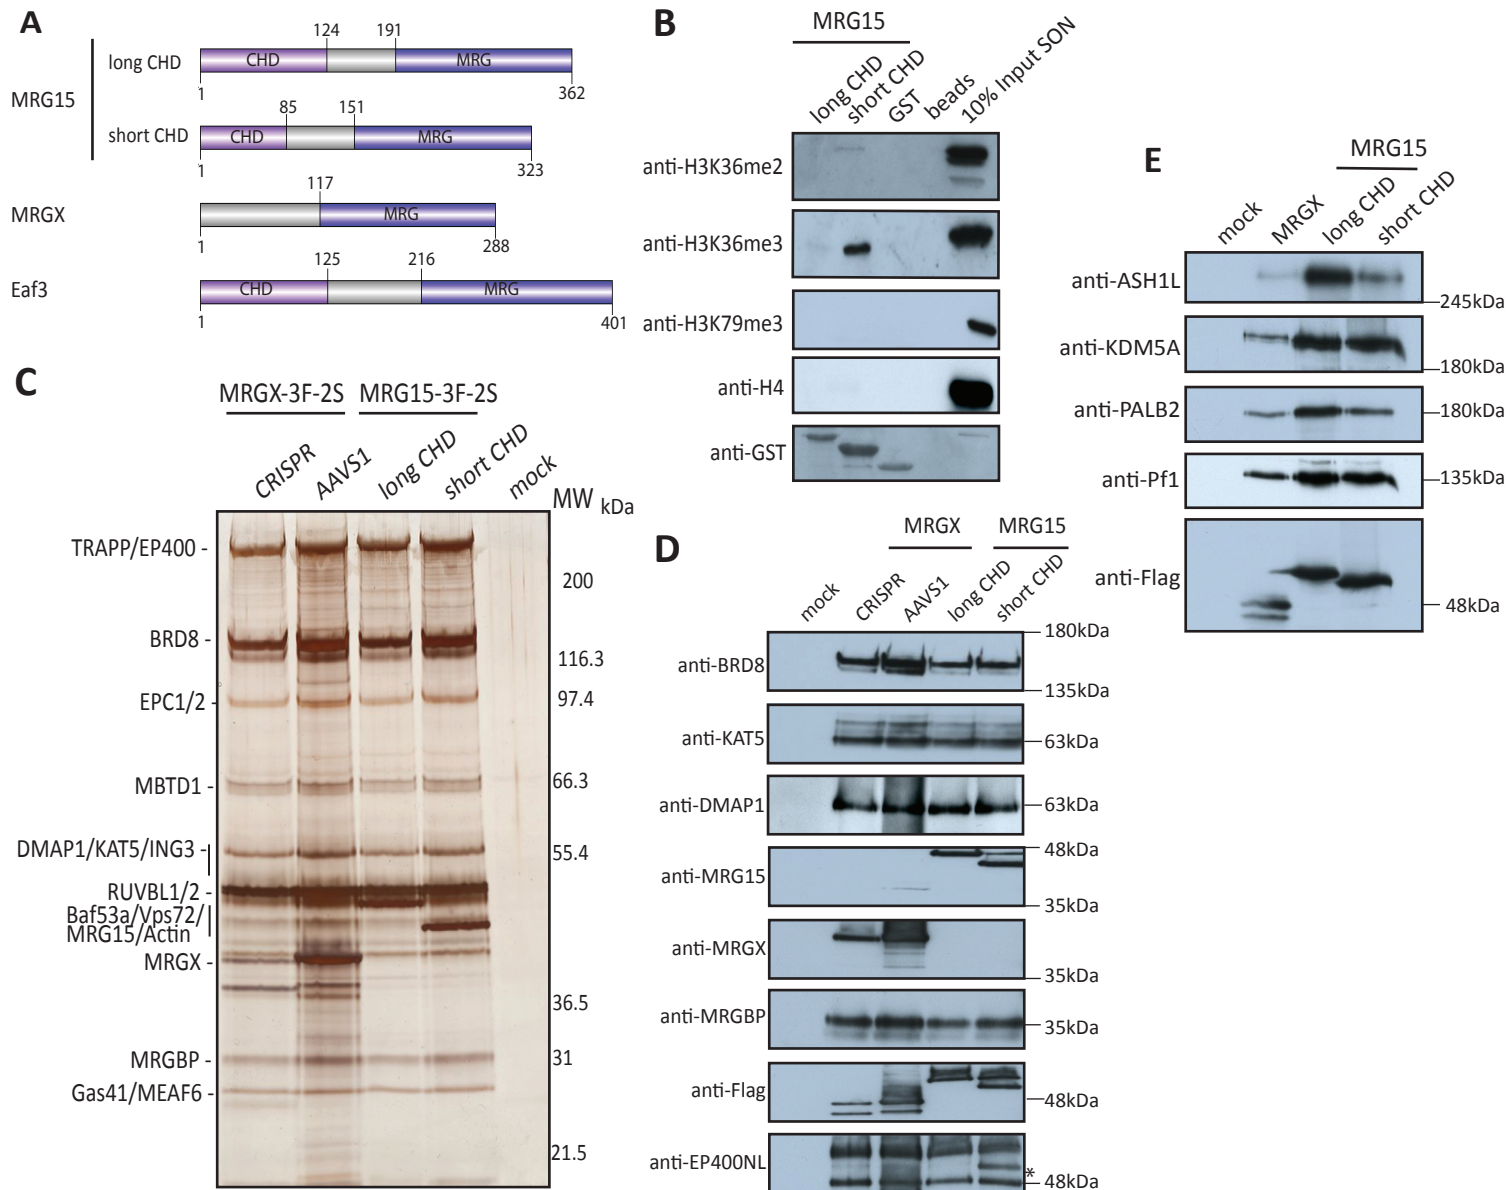 A
MRG15
long CHD
CHD
MRG
124
191
1
362
short CHD
CHD
MRG
85
151
1
323
MRGX
MRG
117
1
288
Eaf3
CHD
MRG
125
216
1
401
B
MRG15
long CHD
short CHD
GST
beads
10% Input SON
anti-H3K36me2
anti-H3K36me3
anti-H3K79me3
anti-H4
anti-GST
C
MRGX-3F-2S
MRG15-3F-2S
CRISPR
AAVS1
long CHD
short CHD
mock
MW kDa
TRAPP/EP400 -
BRD8 -
EPC1/2 -
MBTD1 -
DMAP1/KAT5/ING3 -
RUVBL1/2 -
Baf53a/Vps72/
MRG15/Actin
MRGX -
MRGBP -
Gas41/MEAF6 -
200
116.3
97.4
66.3
55.4
36.5
31
21.5
D
MRGX
MRG15
mock
CRISPR
AAVS1
long CHD
short CHD
anti-BRD8
180kDa
135kDa
anti-KAT5
63kDa
anti-DMAP1
63kDa
anti-MRG15
48kDa
35kDa
anti-MRGX
35kDa
anti-MRGBP
35kDa
anti-Flag
48kDa
anti-EP400NL
*
48kDa
E
MRG15
mock
MRGX
long CHD
short CHD
anti-ASH1L
245kDa
anti-KDM5A
180kDa
anti-PALB2
180kDa
anti-Pf1
135kDa
anti-Flag
48kDa